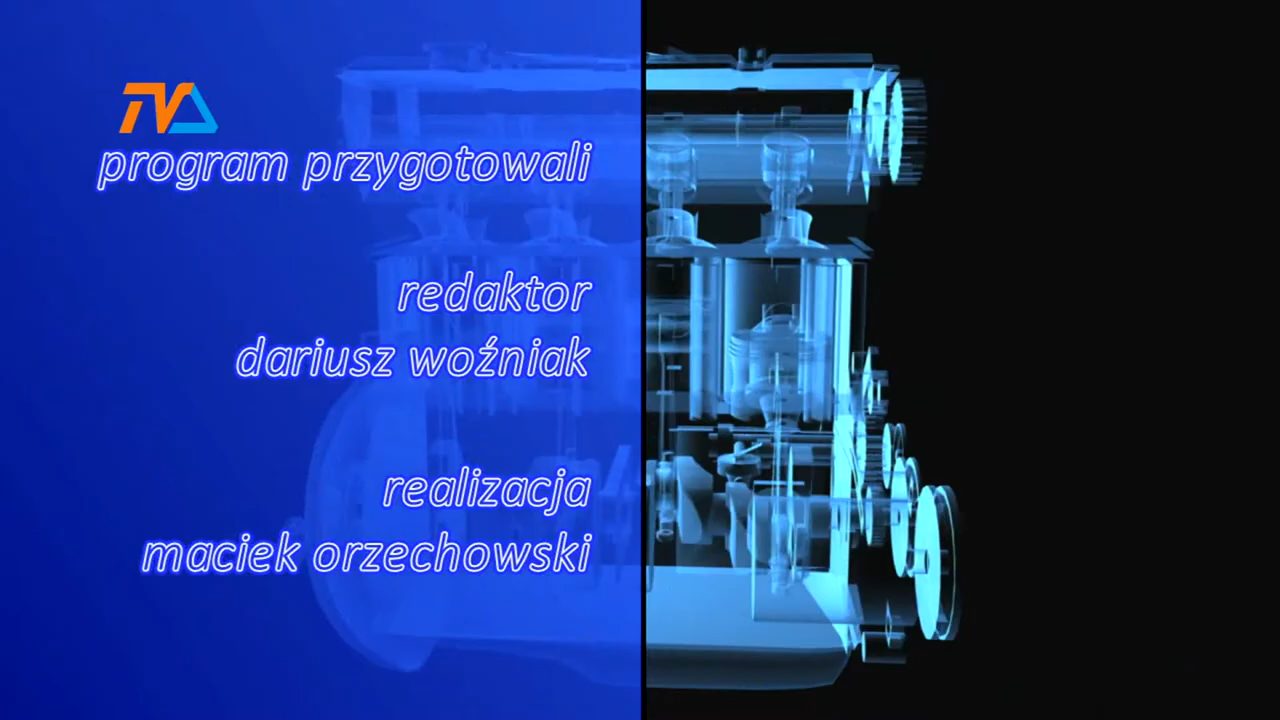 TVA
program przygotowali
redaktor
dariusz woźniak
realizacja
maciek orzechowski